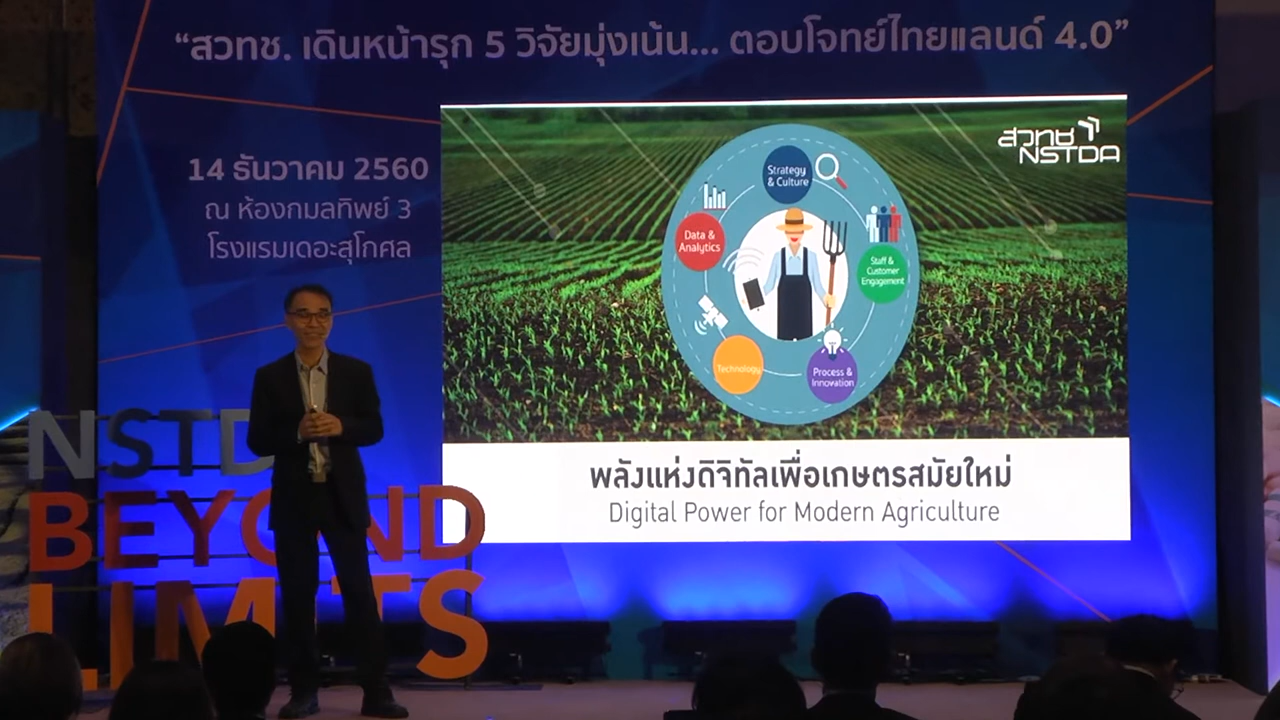 “สวทช. เดินหน้ารุก 5 วิจัยมุ่งเน้น... ตอบโจทย์ไทยแลนด์ 4.0”
14 ธันวาคม 2560
ณ ห้องกมลทิพย์ 3
โรงแรมเดอะสุโกศล
สวทช
NSTDA
Strategy
& Culture
Data &
Analytics
Staff &
Customer
Engagement
Technology
Process &
Innovation
พลังแห่งดิจิทัลเพื่อเกษตรสมัยใหม่
Digital Power for Modern Agriculture
NSTD
BEYOND
LIMITS